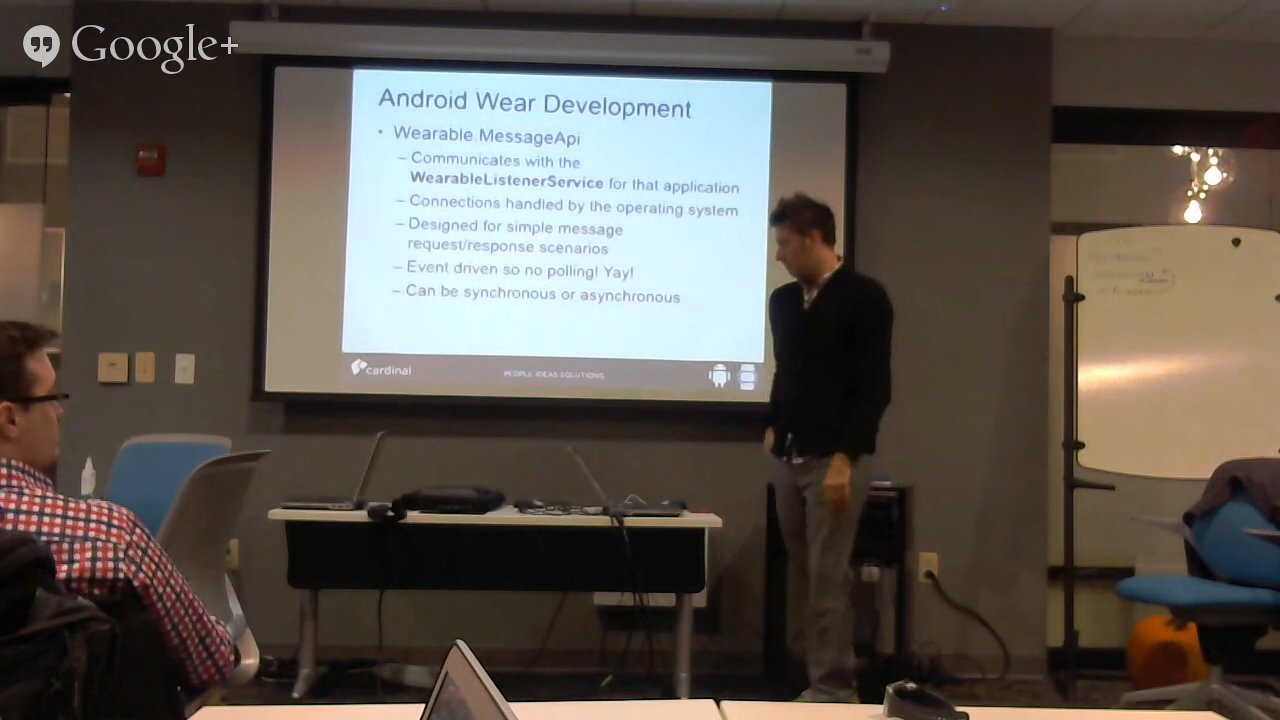 Google+
Android Wear Development
• Wearable MessageApi
– Communicates with the
WearableListenerService for that application
– Connections handled by the operating system
– Designed for simple message
request/response scenarios
– Event driven so no polling! Yay!
– Can be synchronous or asynchronous
cardinal
PEOPLE IDEAS SOLUTIONS